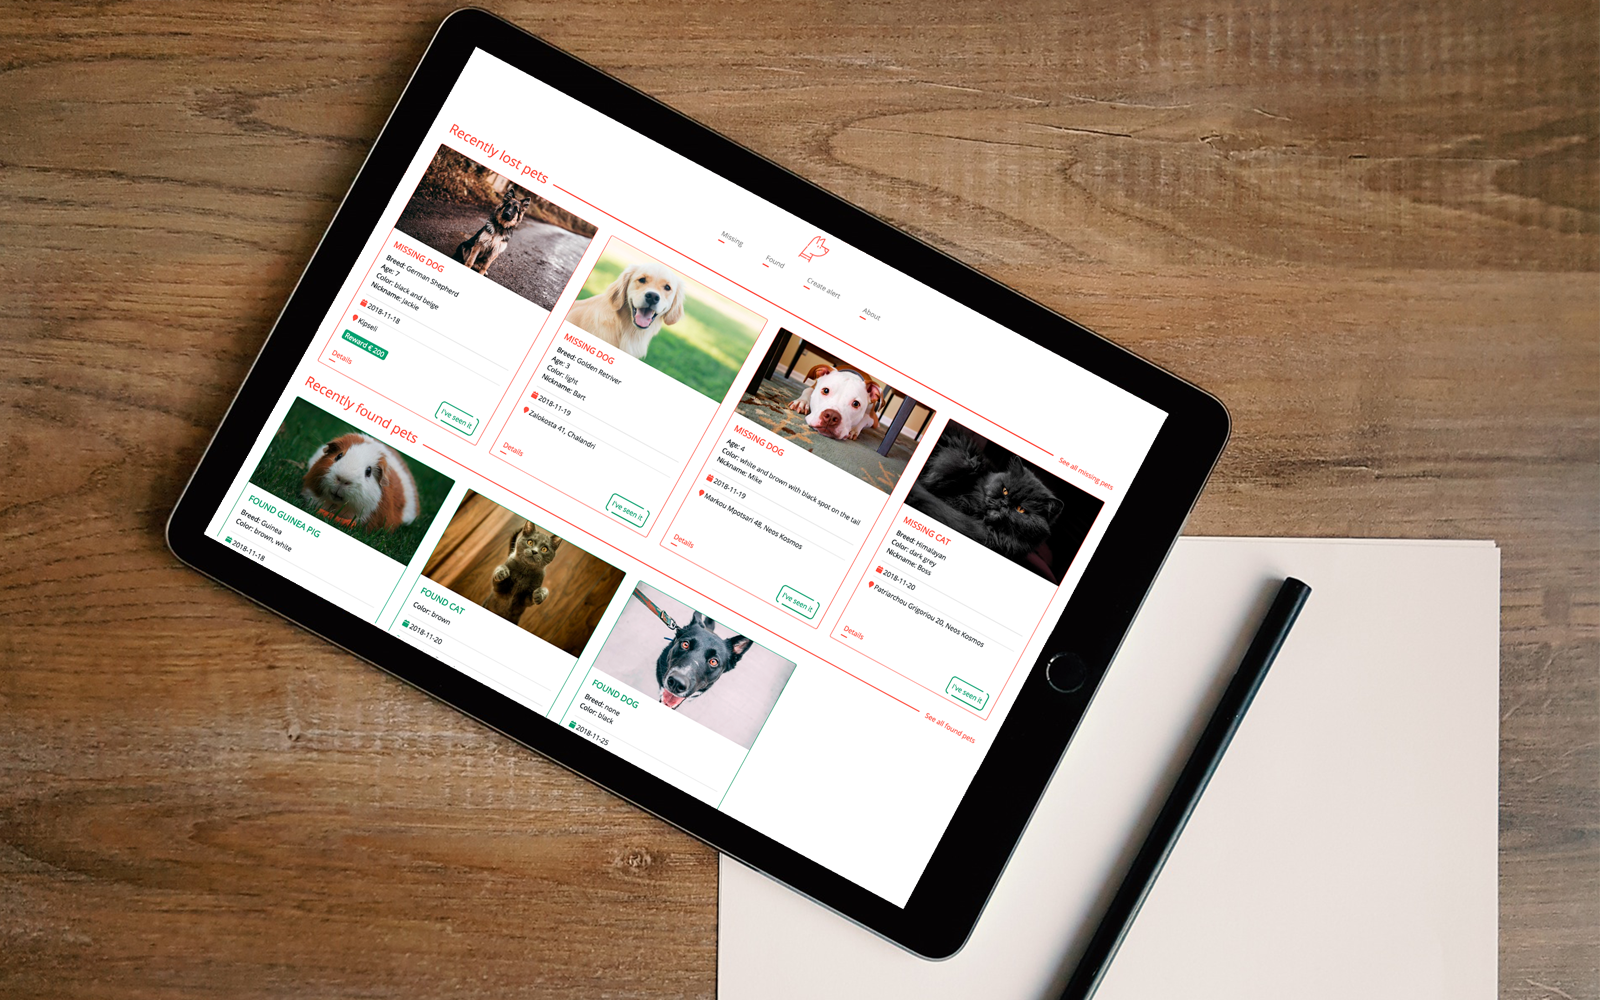 Missing
Found
Create alert
About
Recently lost pets
See all missing pets
MISSING DOG
Breed: German Shepherd
Age: 7
Color: black and beige
Nickname: Jackie
2018-11-18
Kipseli
Reward € 200
Details
I've seen it
MISSING DOG
Breed: Golden Retriver
Age: 3
Color: light
Nickname: Bart
2018-11-19
Zalokosta 41, Chalandri
Details
I've seen it
MISSING DOG
Age: 4
Color: white and brown with black spot on the tail
Nickname: Mike
2018-11-19
Markou Mpotsari 48, Neos Kosmos
Details
I've seen it
MISSING CAT
Breed: Himalayan
Color: dark grey
Nickname: Boss
2018-11-20
Patriarchou Grigoriou 20, Neos Kosmos
Details
I've seen it
Recently found pets
See all found pets
FOUND GUINEA PIG
Breed: Guinea
Color: brown, white
2018-11-18
FOUND CAT
Color: brown
2018-11-20
FOUND DOG
Breed: none
Color: black
2018-11-25